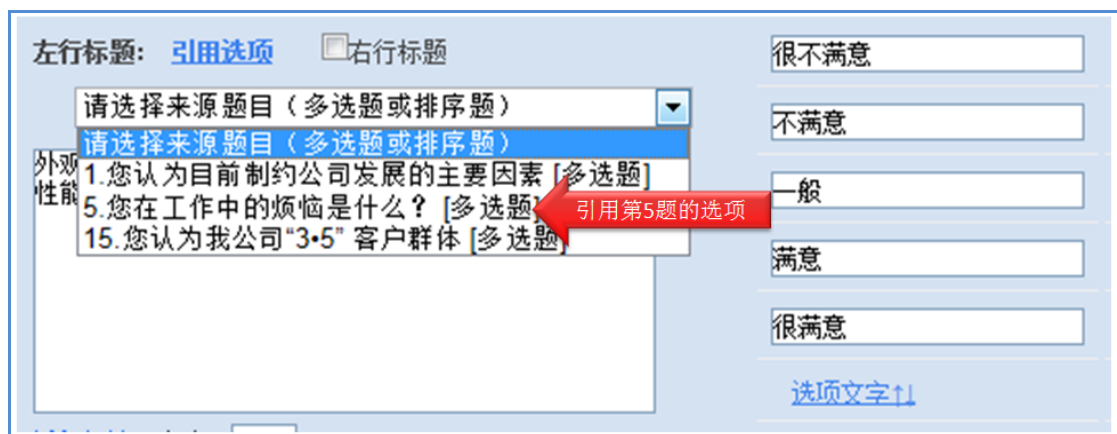 左行标题: 引用选项 右行标题
请选择来源题目（多选题或排序题）
请选择来源题目（多选题或排序题）
1.您认为目前制约公司发展的主要因素 [多选题]
5.您在工作中的烦恼是什么？ [多选题]
15.您认为我公司“3•5” 客户群体 [多选题]
引用第5题的选项
外观
性能
很不满意
不满意
一般
满意
很满意
选项文字↑↓